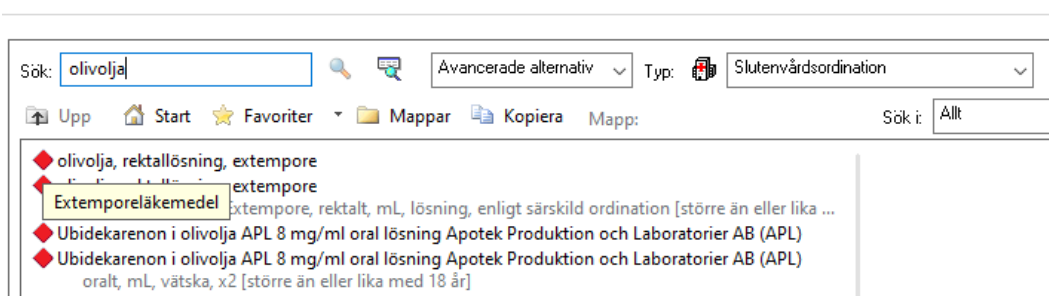 Sök: olivolja Avancerade alternativ Typ: Slutenvårdsordination
Upp Start Favoriter Mappar Kopiera Mapp: Sök i: Allt
olivolja, rektallösning, extempore
extempore
Extemporeläkemedel extempore, rektalt, mL, lösning, enligt särskild ordination [större än eller lika ...
Ubidekarenon i olivolja APL 8 mg/ml oral lösning Apotek Produktion och Laboratorier AB (APL)
Ubidekarenon i olivolja APL 8 mg/ml oral lösning Apotek Produktion och Laboratorier AB (APL)
oralt, mL, vätska, x2 [större än eller lika med 18 år]